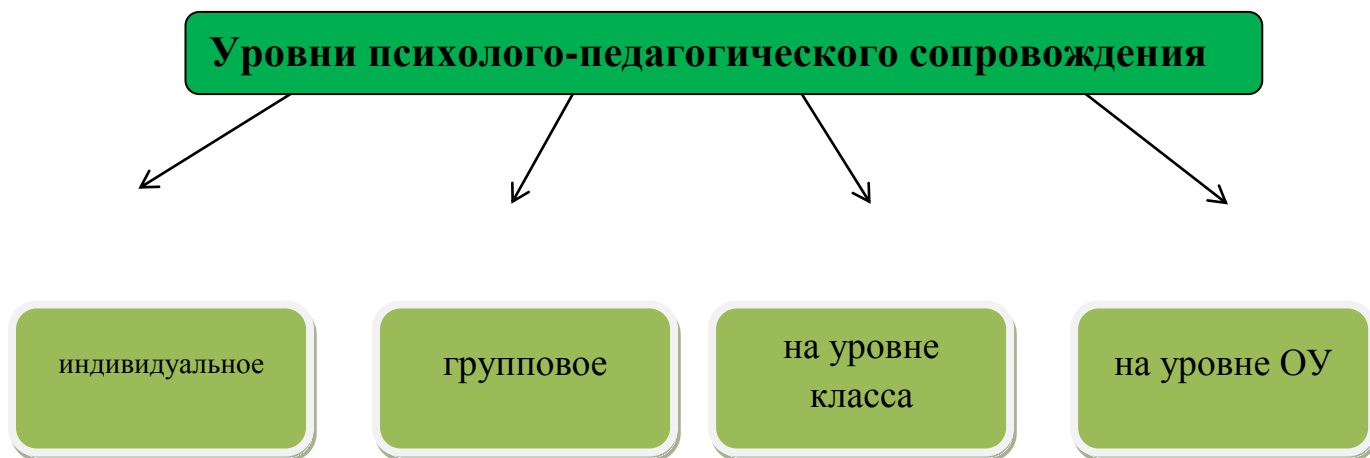 Уровни психолого-педагогического сопровождения
индивидуальное
групповое
на уровне
класса
на уровне ОУ